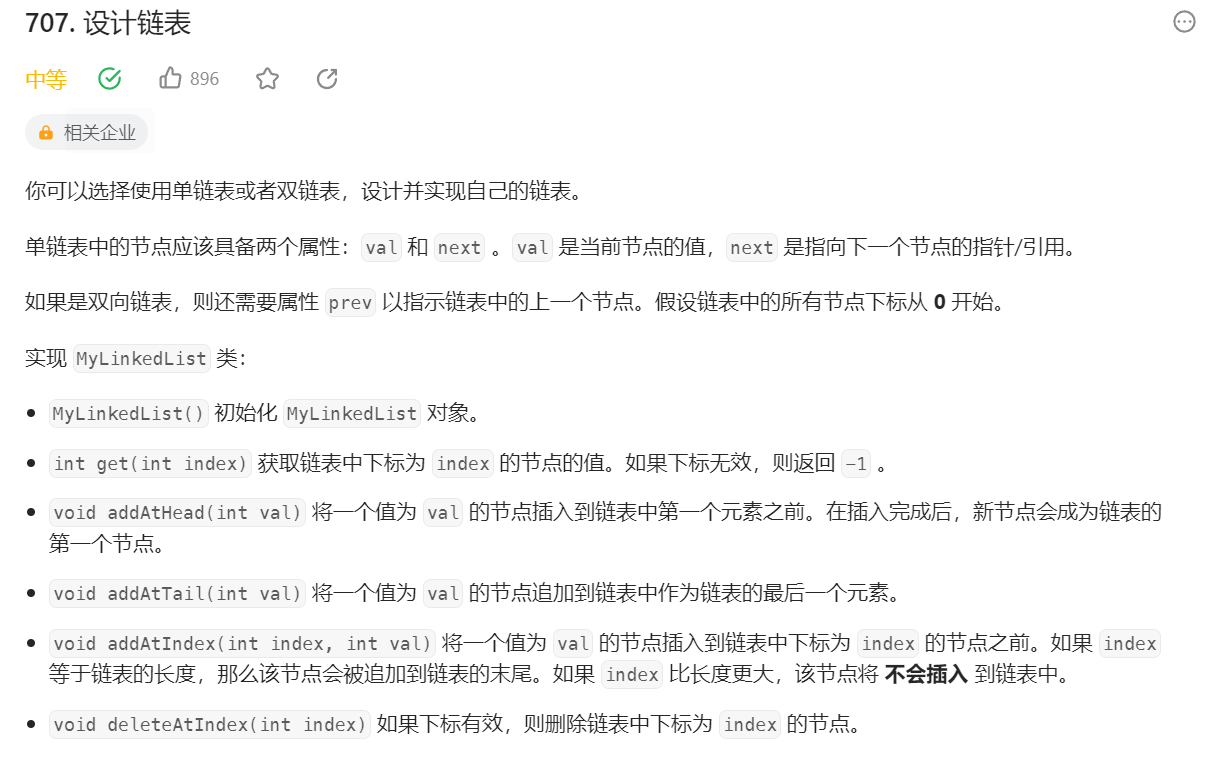 707. 设计链表
中等 896
相关企业
你可以选择使用单链表或者双链表，设计并实现自己的链表。
单链表中的节点应该具备两个属性：val 和 next 。val 是当前节点的值，next 是指向下一个节点的指针/引用。
如果是双向链表，则还需要属性 prev 以指示链表中的上一个节点。假设链表中的所有节点下标从 0 开始。
实现 MyLinkedList 类：
• MyLinkedList() 初始化 MyLinkedList 对象。
• int get(int index) 获取链表中下标为 index 的节点的值。如果下标无效，则返回 -1 。
• void addAtHead(int val) 将一个值为 val 的节点插入到链表中第一个元素之前。在插入完成后，新节点会成为链表的
第一个节点。
• void addAtTail(int val) 将一个值为 val 的节点追加到链表中作为链表的最后一个元素。
• void addAtIndex(int index, int val) 将一个值为 val 的节点插入到链表中下标为 index 的节点之前。如果 index
等于链表的长度，那么该节点会被追加到链表的末尾。如果 index 比长度更大，该节点将 不会插入 到链表中。
• void deleteAtIndex(int index) 如果下标有效，则删除链表中下标为 index 的节点。